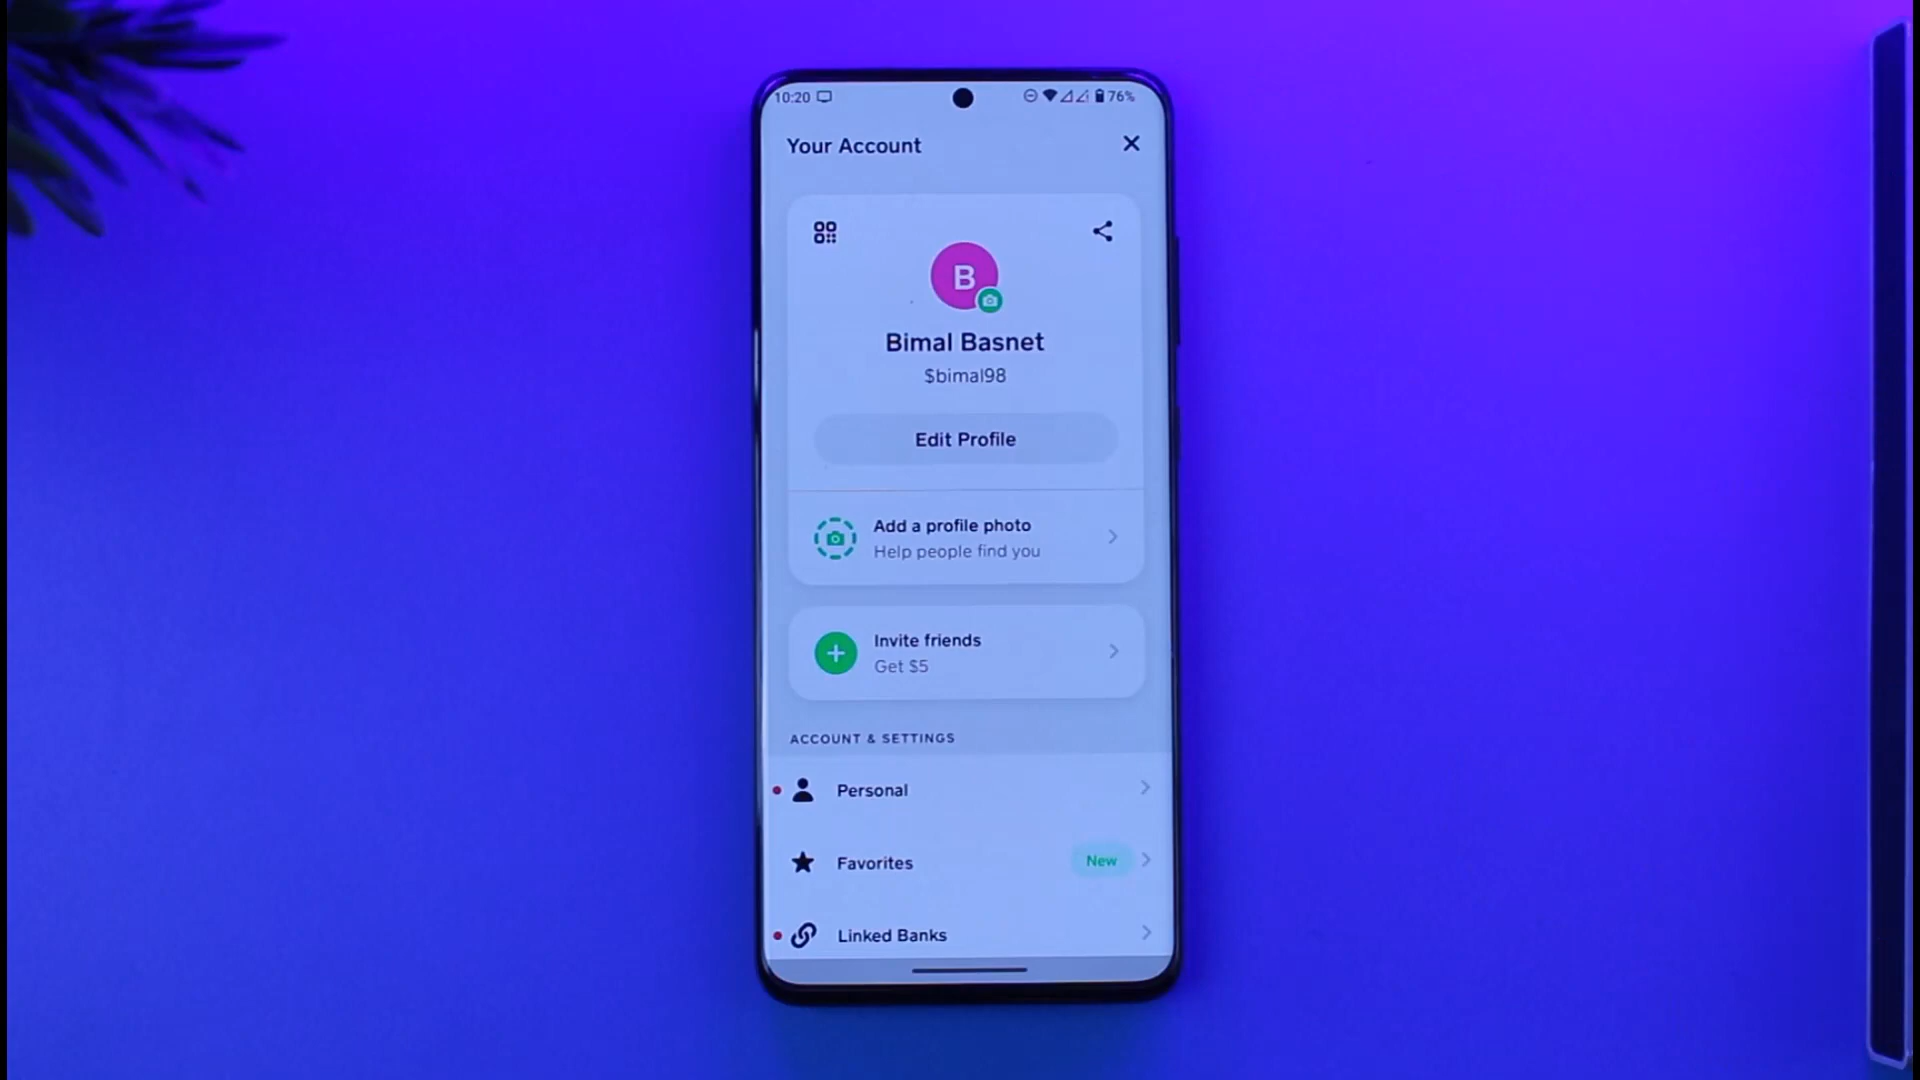 10:20 76%
Your Account
B
Bimal Basnet
$bimal98
Edit Profile
Add a profile photo
Help people find you
Invite friends
Get $5
ACCOUNT & SETTINGS
Personal
Favorites New
Linked Banks